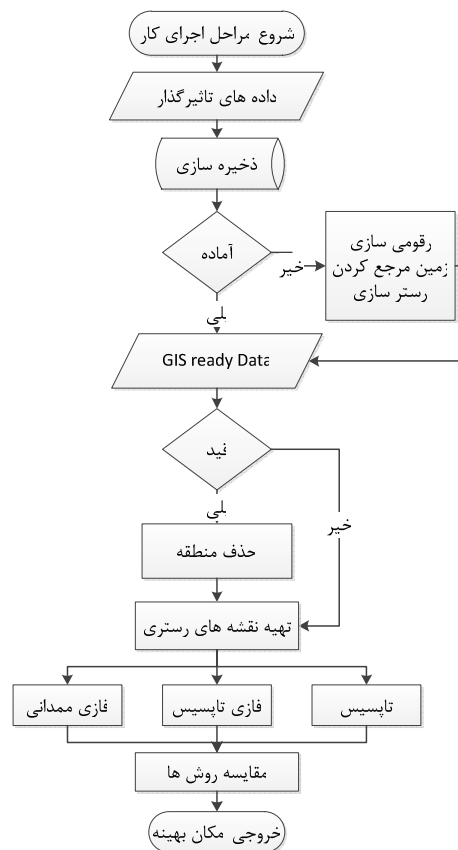 شروع مراحل اجرای کار
داده های تاثیرگذار
ذخیره سازی
آماده
خیر
رقومی سازی
زمین مرجع کردن
رستر سازی
بلی
GIS ready Data
قید
بلی
خیر
حذف منطقه
تهیه نقشه های رستری
فازی ممدانی
فازی تاپسیس
تاپسیس
مقایسه روش ها
خروجی مکان بهینه